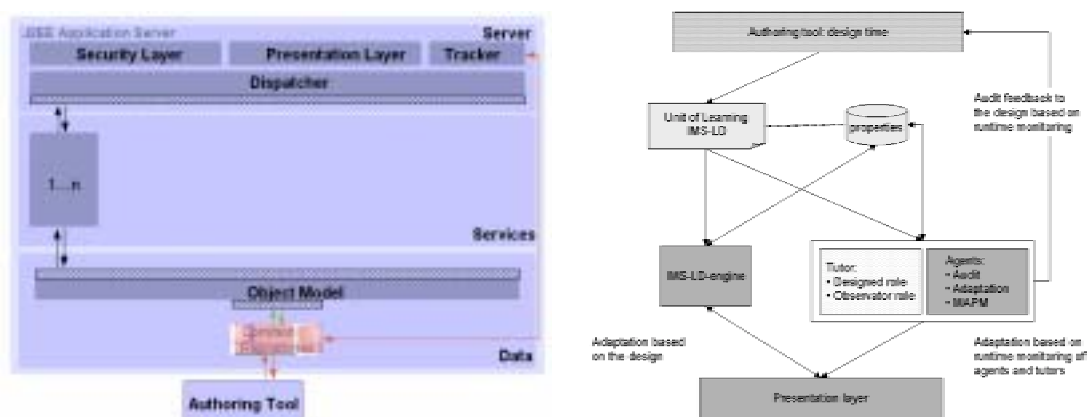 J2EE Application Server
Server
Security Layer
Presentation Layer
Tracker
Dispatcher
1...n
Services
Object Model
Data
Authoring Tool
Authoring tool: design time
Unit of Learning
IMS-LD
properties
Audit feedback to
the design based on
runtime monitoring
IMS-LD-engine
Tutor:
• Designed role
• Observator role
Agents:
• Audit
• Adaptation
• MAPM
Adaptation based
on the design
Adaptation based on
runtime monitoring of
agents and tutors
Presentation layer